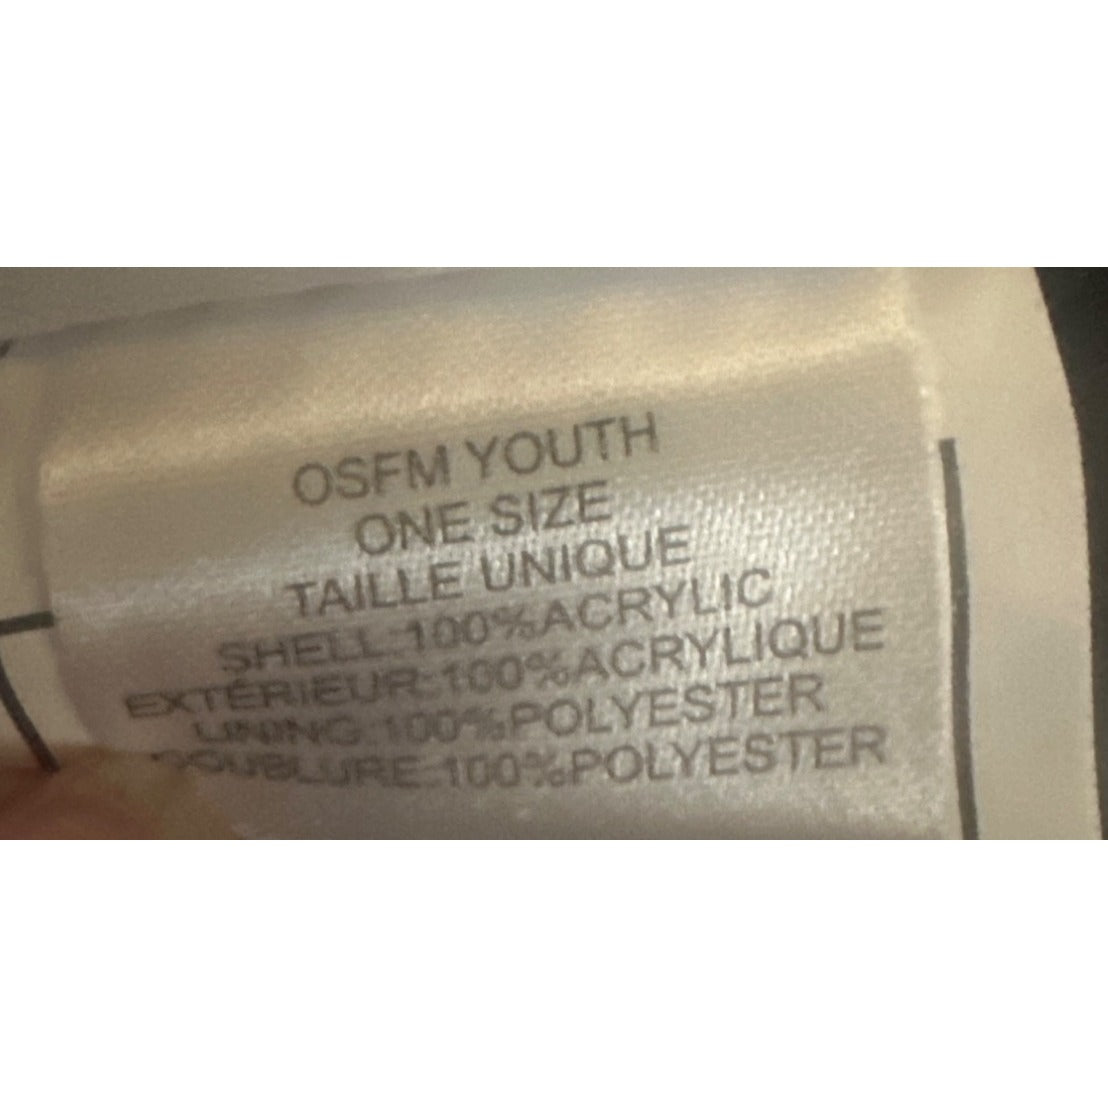 OSFM YOUTH
ONE SIZE
TAILLE UNIQUE
SHELL:100%ACRYLIC
EXTÉRIEUR:100%ACRYLIQUE
LINING:100%POLYESTER
DOUBLURE:100%POLYESTER